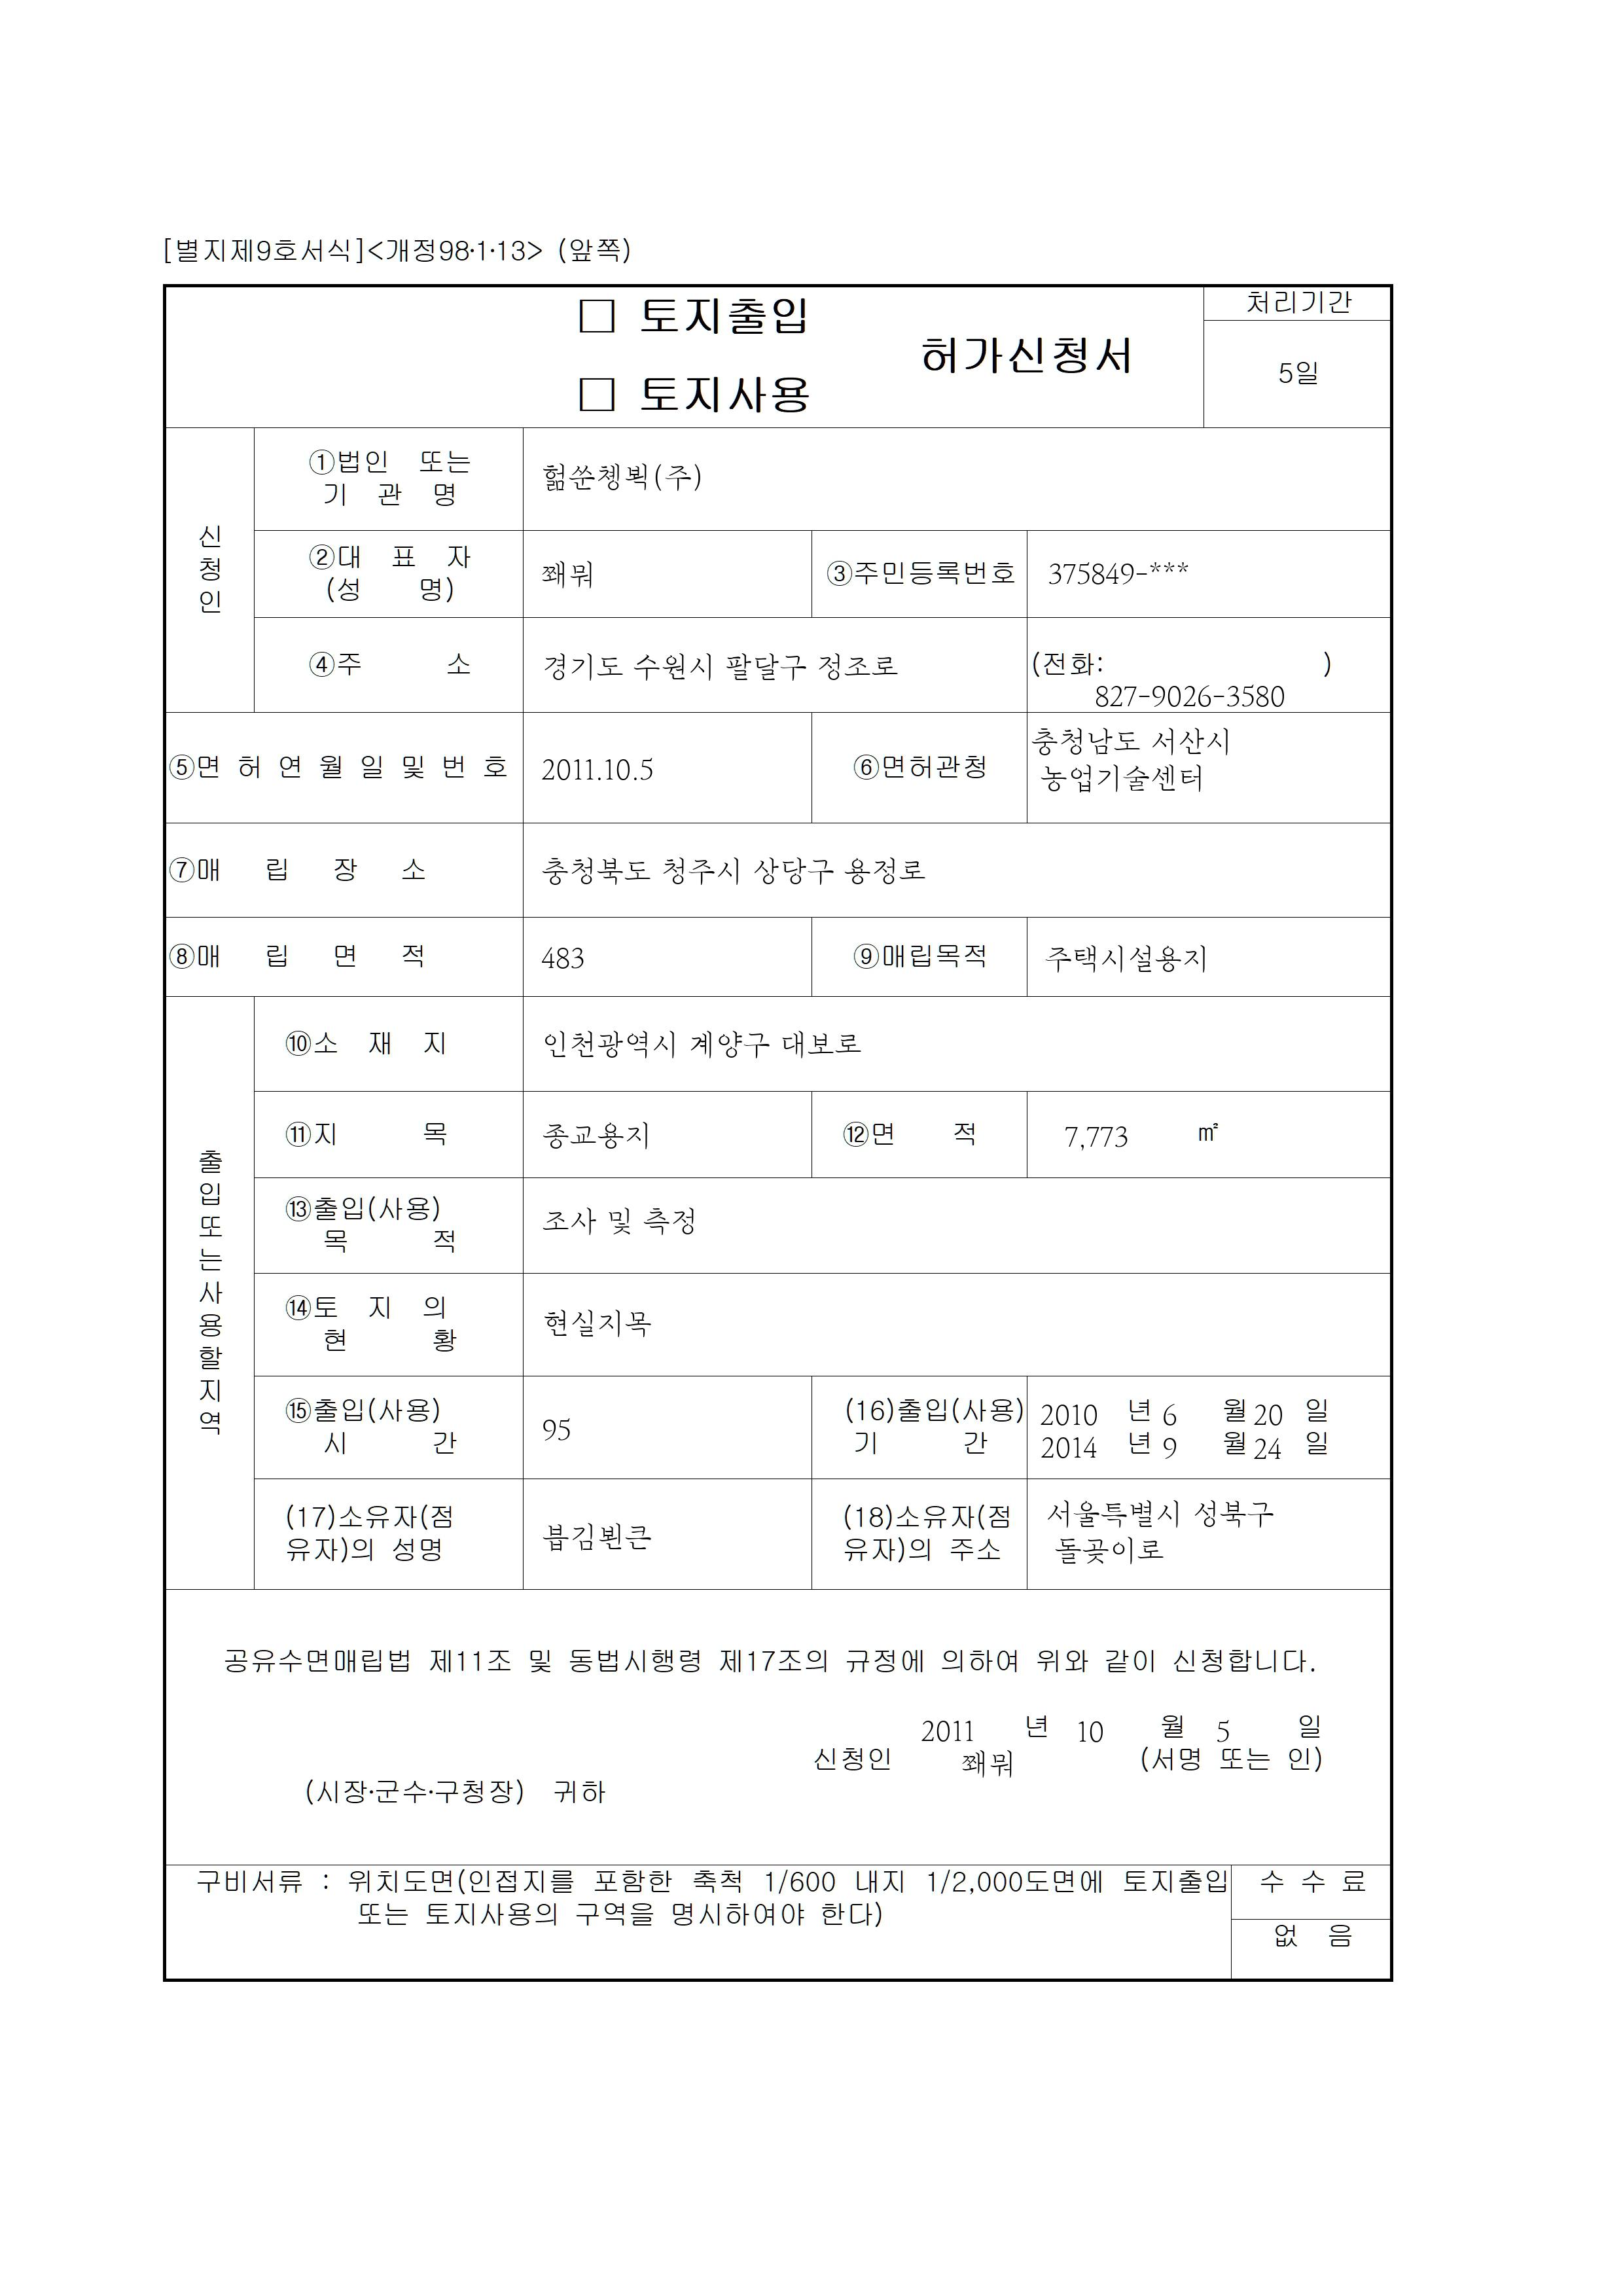 [별지제9호서식]<개정98·1·13> (앞쪽)
□ 토지출입
허가신청서
□ 토지사용
처리기간
5일
신청인
①법인 또는
기 관 명
헒쑨쳉뵉(주)
②대 표 자
(성 명)
쫴뭐
③주민등록번호
375849-***
④주 소
경기도 수원시 팔달구 정조로
(전화: )
827-9026-3580
⑤면 허 연 월 일 및 번 호
2011.10.5
⑥면허관청
충청남도 서산시
농업기술센터
⑦매 립 장 소
충청북도 청주시 상당구 용정로
⑧매 립 면 적
483
⑨매립목적
주택시설용지
출입또는사용할지역
⑩소 재 지
인천광역시 계양구 대보로
⑪지 목
종교용지
⑫면 적
7,773 ㎡
⑬출입(사용)
목 적
조사 및 측정
⑭토 지 의
현 황
현실지목
⑮출입(사용)
시 간
95
(16)출입(사용)
기 간
2010 년 6 월 20 일
2014 년 9 월 24 일
(17)소유자(점
유자)의 성명
븝김뵌큰
(18)소유자(점
유자)의 주소
서울특별시 성북구
돌곶이로
공유수면매립법 제11조 및 동법시행령 제17조의 규정에 의하여 위와 같이 신청합니다.
2011 년 10 월 5 일
신청인 쫴뭐 (서명 또는 인)
(시장·군수·구청장) 귀하
구비서류 : 위치도면(인접지를 포함한 축척 1/600 내지 1/2,000도면에 토지출입
또는 토지사용의 구역을 명시하여야 한다)
수 수 료
없 음